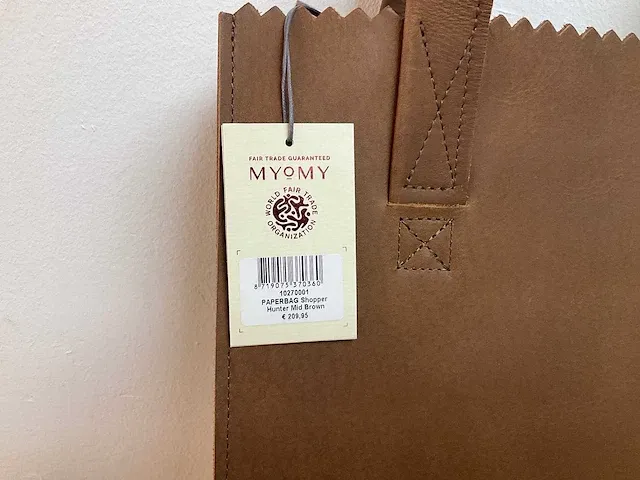 FAIR TRADE GUARANTEED
MYoMY
WORLD FAIR TRADE
ORGANIZATION
8 719075 370360
10270001
PAPERBAG Shopper
Hunter Mid Brown
€ 209,95